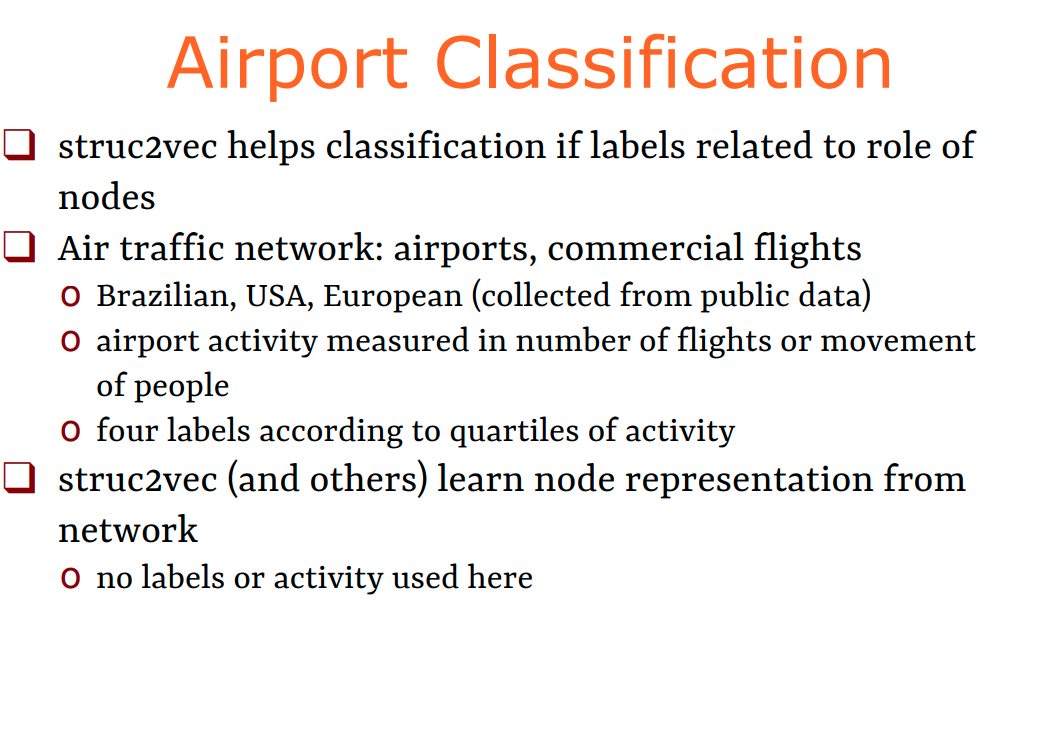 Airport Classification
❑ struc2vec helps classification if labels related to role of
nodes
❑ Air traffic network: airports, commercial flights
o Brazilian, USA, European (collected from public data)
o airport activity measured in number of flights or movement
of people
o four labels according to quartiles of activity
❑ struc2vec (and others) learn node representation from
network
o no labels or activity used here